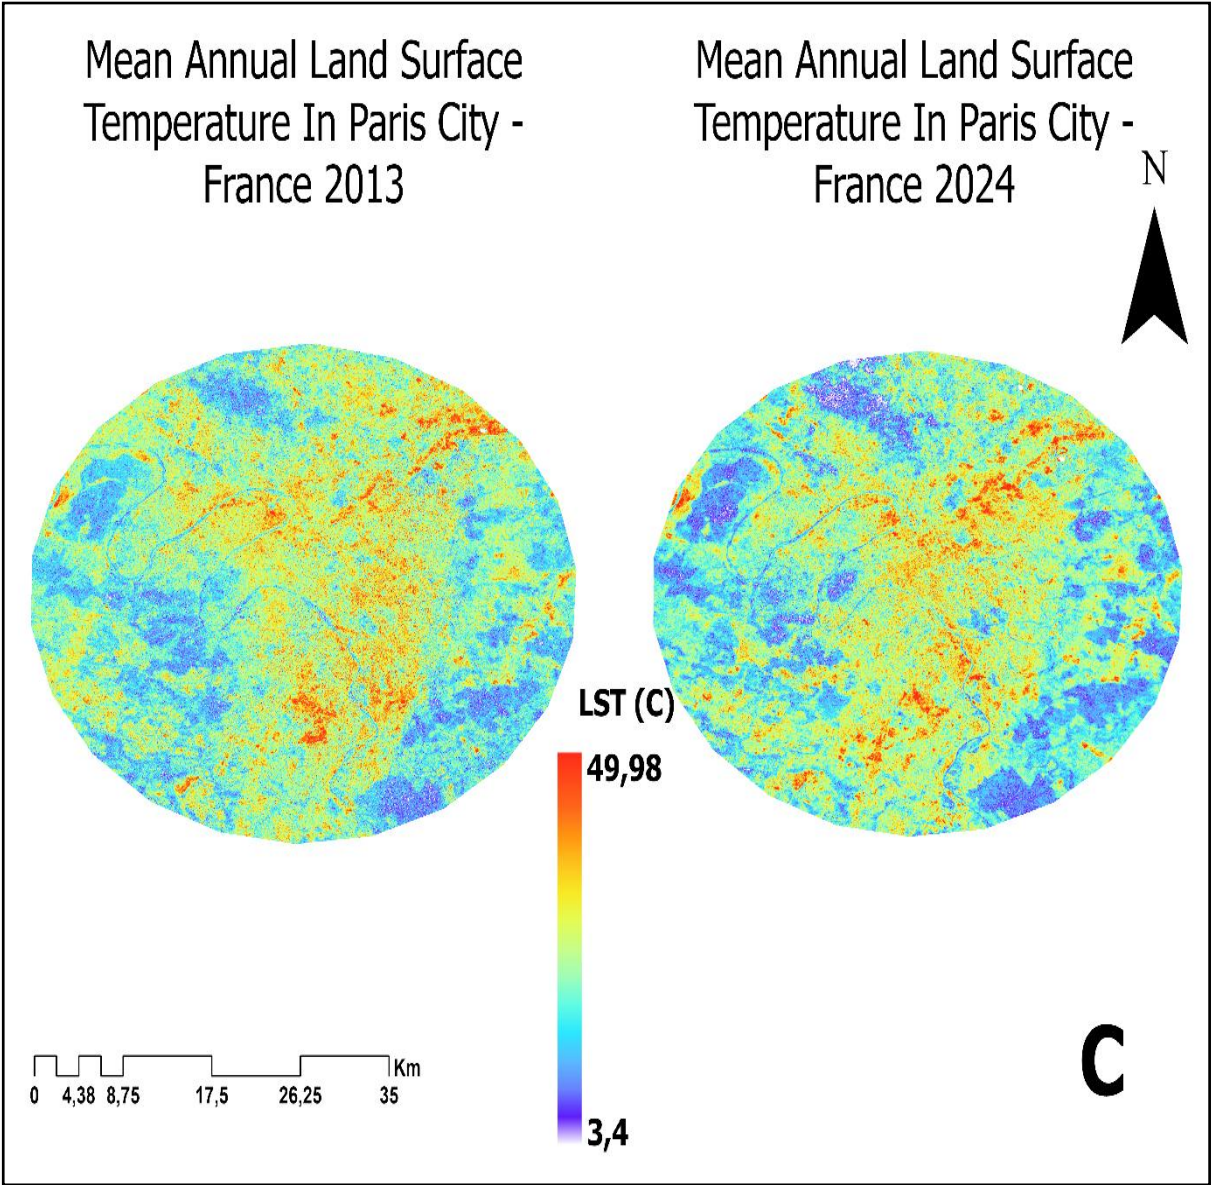 Mean Annual Land Surface
Temperature In Paris City -
France 2013
Mean Annual Land Surface
Temperature In Paris City -
France 2024
N
LST (C)
49,98
3,4
Km
0 4,38 8,75 17,5 26,25 35
C